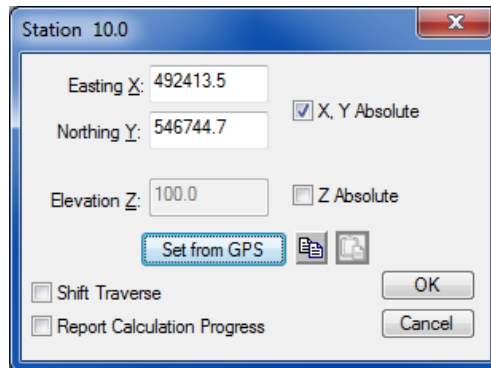 Station 10.0
Easting X: 492413.5
X, Y Absolute
Northing Y: 546744.7
Elevation Z: 100.0
Z Absolute
Set from GPS
Shift Traverse
OK
Report Calculation Progress
Cancel